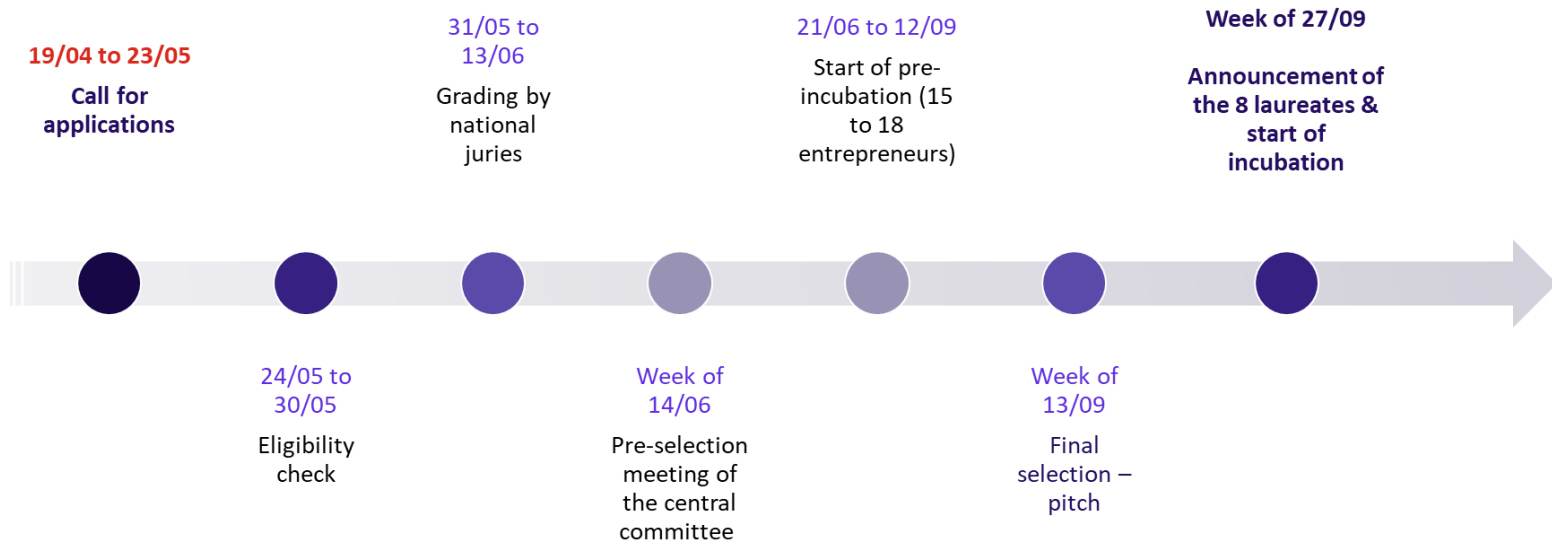 19/04 to 23/05
Call for
applications
24/05 to
30/05
Eligibility
check
31/05 to
13/06
Grading by
national
juries
Week of
14/06
Pre-selection
meeting of
the central
committee
21/06 to 12/09
Start of pre-
incubation (15
to 18
entrepreneurs)
Week of
13/09
Final
selection –
pitch
Week of 27/09
Announcement of
the 8 laureates &
start of
incubation